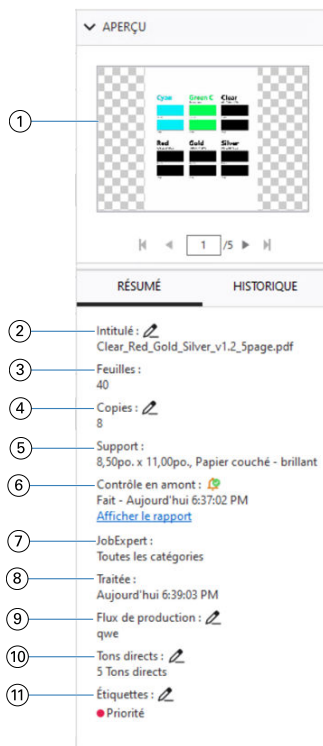 APERÇU
1
Cyan Green C Clear
Red Gold Silver
1 /5
RÉSUMÉ HISTORIQUE
2 Intitulé :
Clear_Red_Gold_Silver_v1.2_5page.pdf
3 Feuilles :
40
4 Copies :
8
5 Support :
8,50po. x 11,00po., Papier couché - brillant
6 Contrôle en amont :
Fait - Aujourd'hui 6:37:02 PM
Afficher le rapport
7 JobExpert :
Toutes les catégories
8 Traitée :
Aujourd'hui 6:39:03 PM
9 Flux de production :
qwe
10 Tons directs :
5 Tons directs
11 Étiquettes :
Priorité